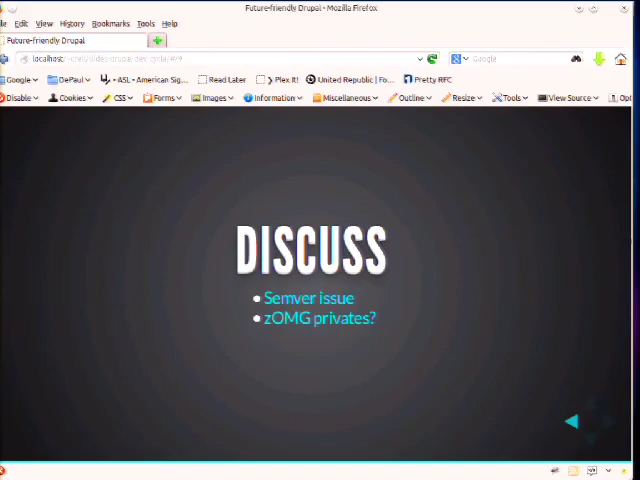 Future-friendly Drupal - Mozilla Firefox
Edit View History Bookmarks Tools Help
Future-friendly Drupal
localhost Google
Google DePaul ASL • American Sig... Read Later Plex It! United Republic | Fo... Pretty RFC
Disable Cookies CSS Forms Images Information Miscellaneous Outline Resize Tools View Source
DISCUSS
• Semver issue
• zOMG privates?